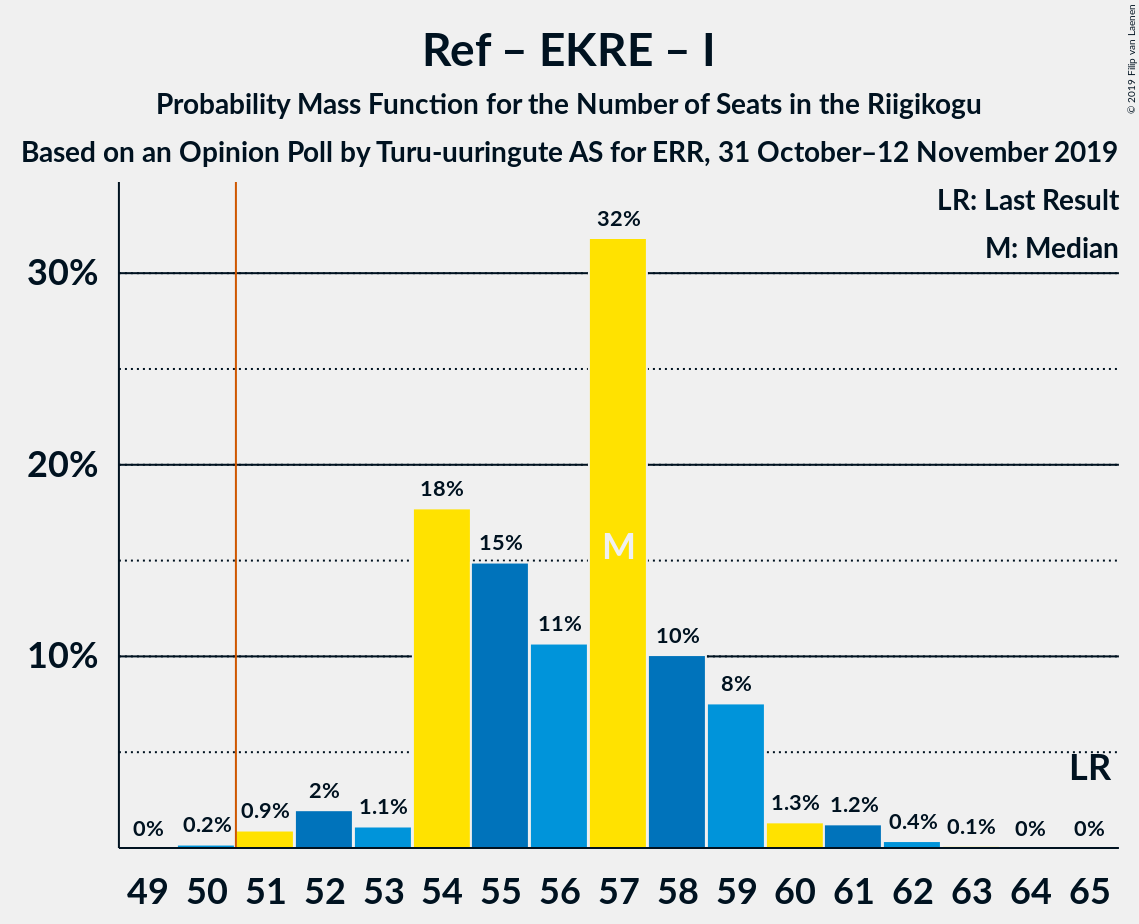 Ref – EKRE – I
Probability Mass Function for the Number of Seats in the Riigikogu
Based on an Opinion Poll by Turu-uuringute AS for ERR, 31 October–12 November 2019
© 2019 Filip van Laenen
LR: Last Result
M: Median
30%
20%
10%
0%
0.2%
0.9%
2%
1.1%
18%
15%
11%
32%
10%
8%
1.3%
1.2%
0.4%
0.1%
0%
0%
M
LR
49 50 51 52 53 54 55 56 57 58 59 60 61 62 63 64 65